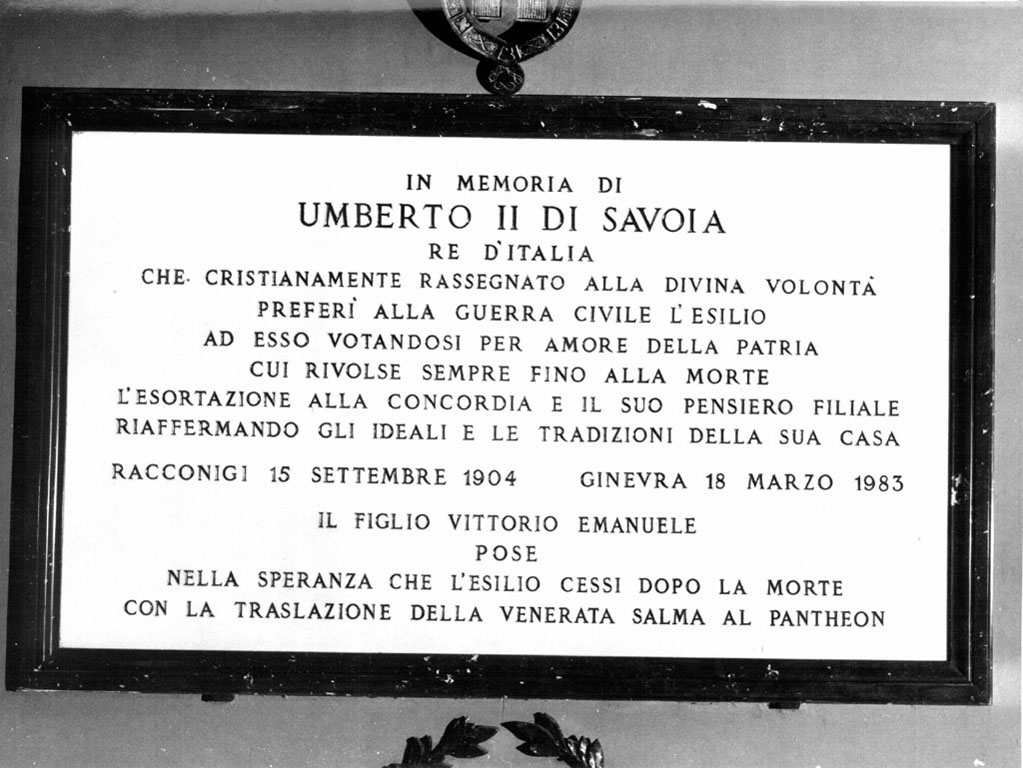 IN MEMORIA DI
UMBERTO II DI SAVOIA
RE D'ITALIA
CHE CRISTIANAMENTE RASSEGNATO ALLA DIVINA VOLONTÀ
PREFERÌ ALLA GUERRA CIVILE L'ESILIO
AD ESSO VOTANDOSI PER AMORE DELLA PATRIA
CUI RIVOLSE SEMPRE FINO ALLA MORTE
L'ESORTAZIONE ALLA CONCORDIA E IL SUO PENSIERO FILIALE
RIAFFERMANDO GLI IDEALI E LE TRADIZIONI DELLA SUA CASA
RACCONIGI 15 SETTEMBRE 1904 GINEVRA 18 MARZO 1983
IL FIGLIO VITTORIO EMANUELE
POSE
NELLA SPERANZA CHE L'ESILIO CESSI DOPO LA MORTE
CON LA TRASLAZIONE DELLA VENERATA SALMA AL PANTHEON